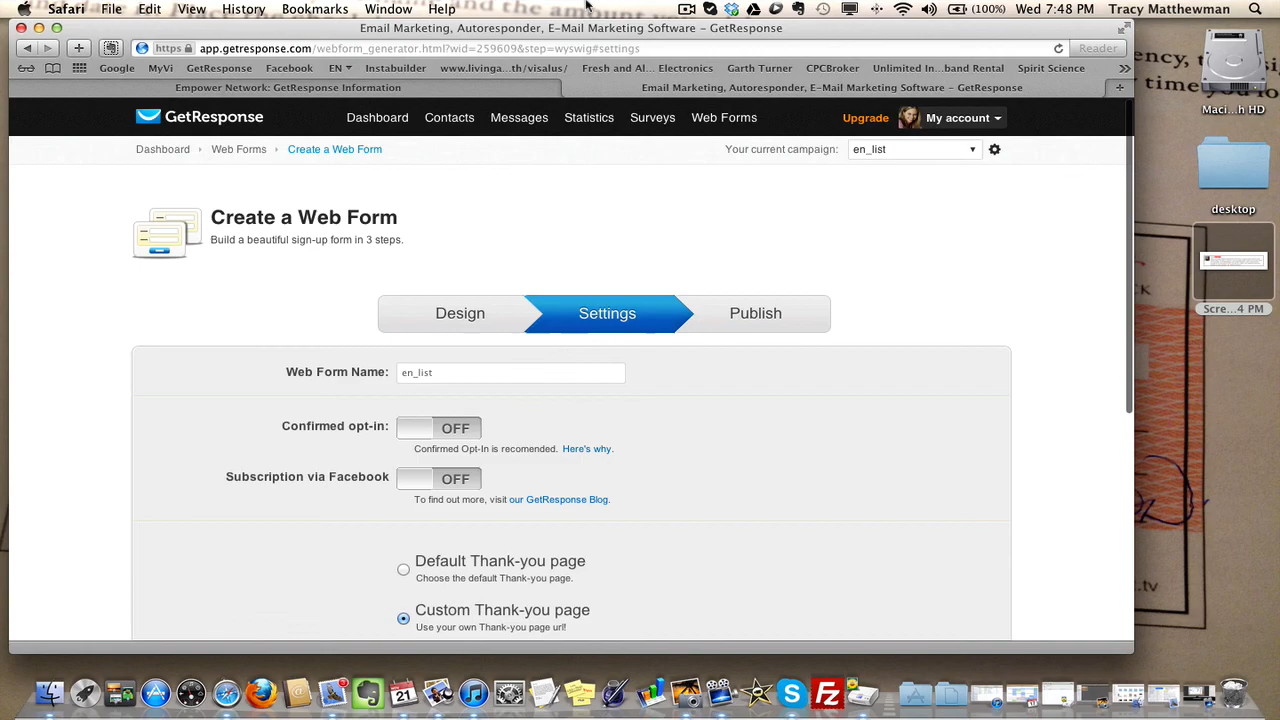 Safari File Edit View History Bookmarks Window Help (100%) Wed 7:48 PM Tracy Matthewman
Email Marketing, Autoresponder, E-Mail Marketing Software – GetResponse
https app.getresponse.com/webform_generator.html?wid=259609&step=wyswig#settings Reader
Google MyVi GetResponse Facebook EN Instabuilder www.livingan.th/visalus/ Fresh and Al... Electronics Garth Turner CPCBroker Unlimited In...band Rental Spirit Science
Empower Network: GetResponse Information Email Marketing, Autoresponder, E-Mail Marketing Software – GetResponse
GetResponse Dashboard Contacts Messages Statistics Surveys Web Forms Upgrade My account
Dashboard Web Forms Create a Web Form Your current campaign: en_list
Create a Web Form
Build a beautiful sign-up form in 3 steps.
Design Settings Publish
Web Form Name: en_list
Confirmed opt-in: OFF
Confirmed Opt-In is recomended. Here's why.
Subscription via Facebook OFF
To find out more, visit our GetResponse Blog.
Default Thank-you page
Choose the default Thank-you page.
Custom Thank-you page
Use your own Thank-you page url!
Maci...h HD
desktop
Scre...4 PM
21